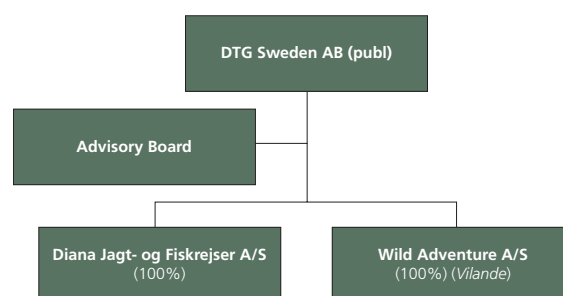 DTG Sweden AB (publ)
Advisory Board
Diana Jagt- og Fiskrejser A/S
(100%)
Wild Adventure A/S
(100%) (Vilande)